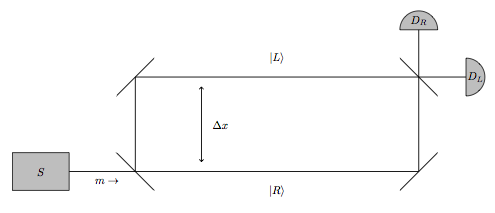 D_R
|L⟩
D_L
Δx
S
m →
|R⟩